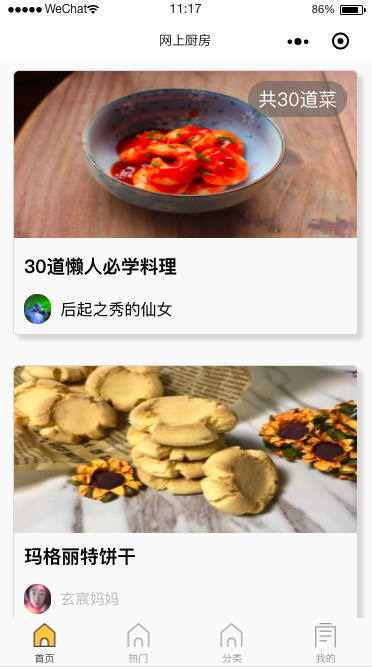 WeChat 11:17 86%
网上厨房
共30道菜
30道懒人必学料理
后起之秀的仙女
玛格丽特饼干
玄宸妈妈
首页 热门 分类 我的